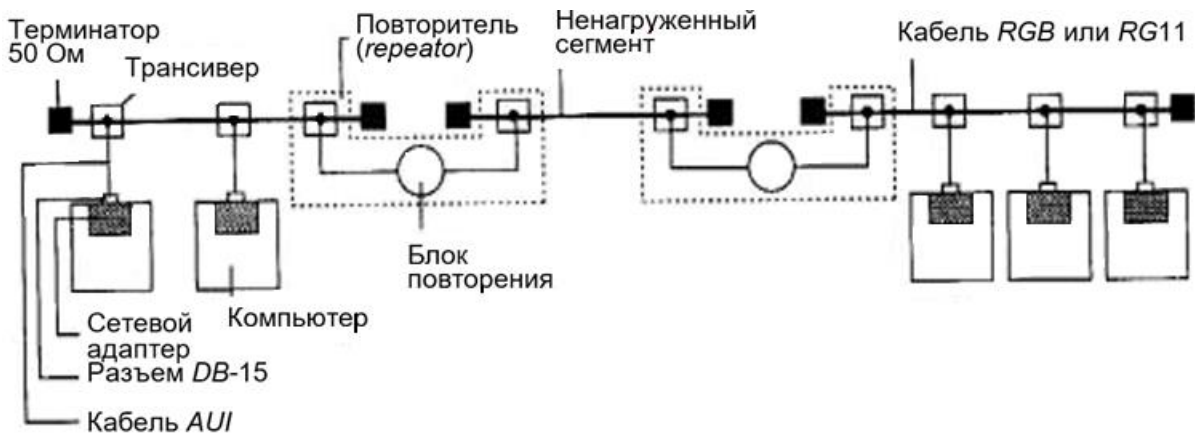 Терминатор
50 Ом
Трансивер
Повторитель
(repeator)
Ненагруженный
сегмент
Кабель RGB или RG11
Блок
повторения
Компьютер
Сетевой
адаптер
Разъем DB-15
Кабель AUI